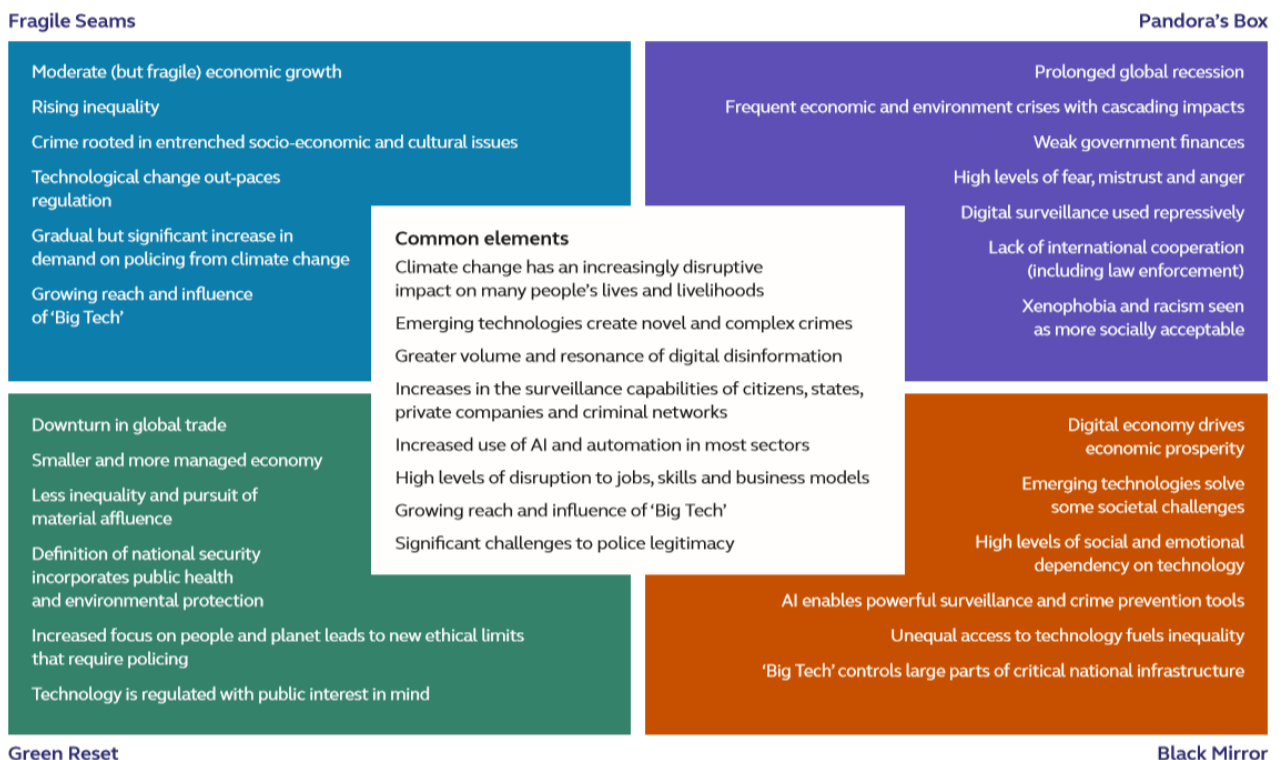 Fragile Seams
Pandora's Box
Moderate (but fragile) economic growth
Rising inequality
Crime rooted in entrenched socio-economic and cultural issues
Technological change out-paces
regulation
Gradual but significant increase in
demand on policing from climate change
Growing reach and influence
of ‘Big Tech’
Prolonged global recession
Frequent economic and environment crises with cascading impacts
Weak government finances
High levels of fear, mistrust and anger
Digital surveillance used repressively
Lack of international cooperation
(including law enforcement)
Xenophobia and racism seen
as more socially acceptable
Common elements
Climate change has an increasingly disruptive
impact on many people’s lives and livelihoods
Emerging technologies create novel and complex crimes
Greater volume and resonance of digital disinformation
Increases in the surveillance capabilities of citizens, states,
private companies and criminal networks
Increased use of AI and automation in most sectors
High levels of disruption to jobs, skills and business models
Growing reach and influence of ‘Big Tech’
Significant challenges to police legitimacy
Downturn in global trade
Smaller and more managed economy
Less inequality and pursuit of
material affluence
Definition of national security
incorporates public health
and environmental protection
Increased focus on people and planet leads to new ethical limits
that require policing
Technology is regulated with public interest in mind
Digital economy drives
economic prosperity
Emerging technologies solve
some societal challenges
High levels of social and emotional
dependency on technology
AI enables powerful surveillance and crime prevention tools
Unequal access to technology fuels inequality
‘Big Tech’ controls large parts of critical national infrastructure
Green Reset
Black Mirror